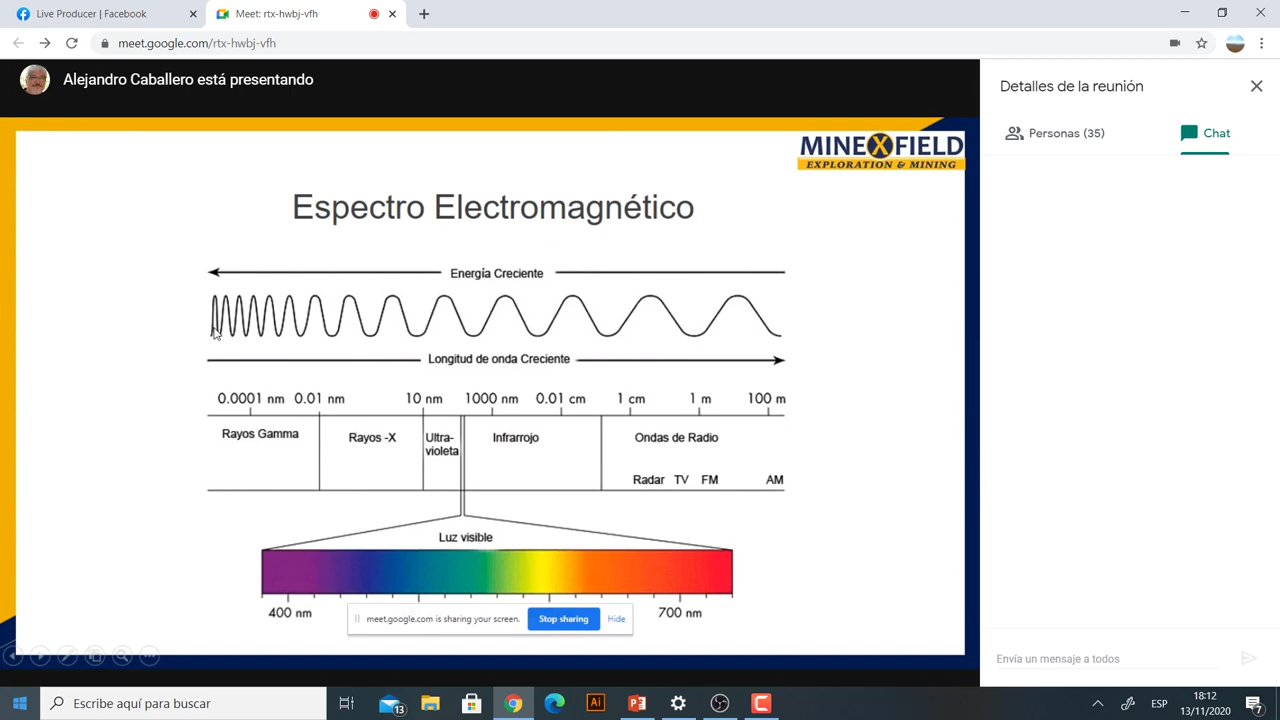 Live Producer | Facebook
Meet: rtx-hwbj-vfh
meet.google.com/rtx-hwbj-vfh
Alejandro Caballero está presentando
Detalles de la reunión
Personas (35)
Chat
MINEXFIELD
EXPLORATION & MINING
Espectro Electromagnético
Energía Creciente
Longitud de onda Creciente
0.0001 nm 0.01 nm 10 nm 1000 nm 0.01 cm 1 cm 1 m 100 m
Rayos Gamma
Rayos -X
Ultra-
violeta
Infrarrojo
Ondas de Radio
Radar TV FM AM
Luz visible
400 nm
700 nm
meet.google.com is sharing your screen.
Stop sharing
Hide
Envía un mensaje a todos
Escribe aquí para buscar
13
Ai
ESP
18:12
13/11/2020
7